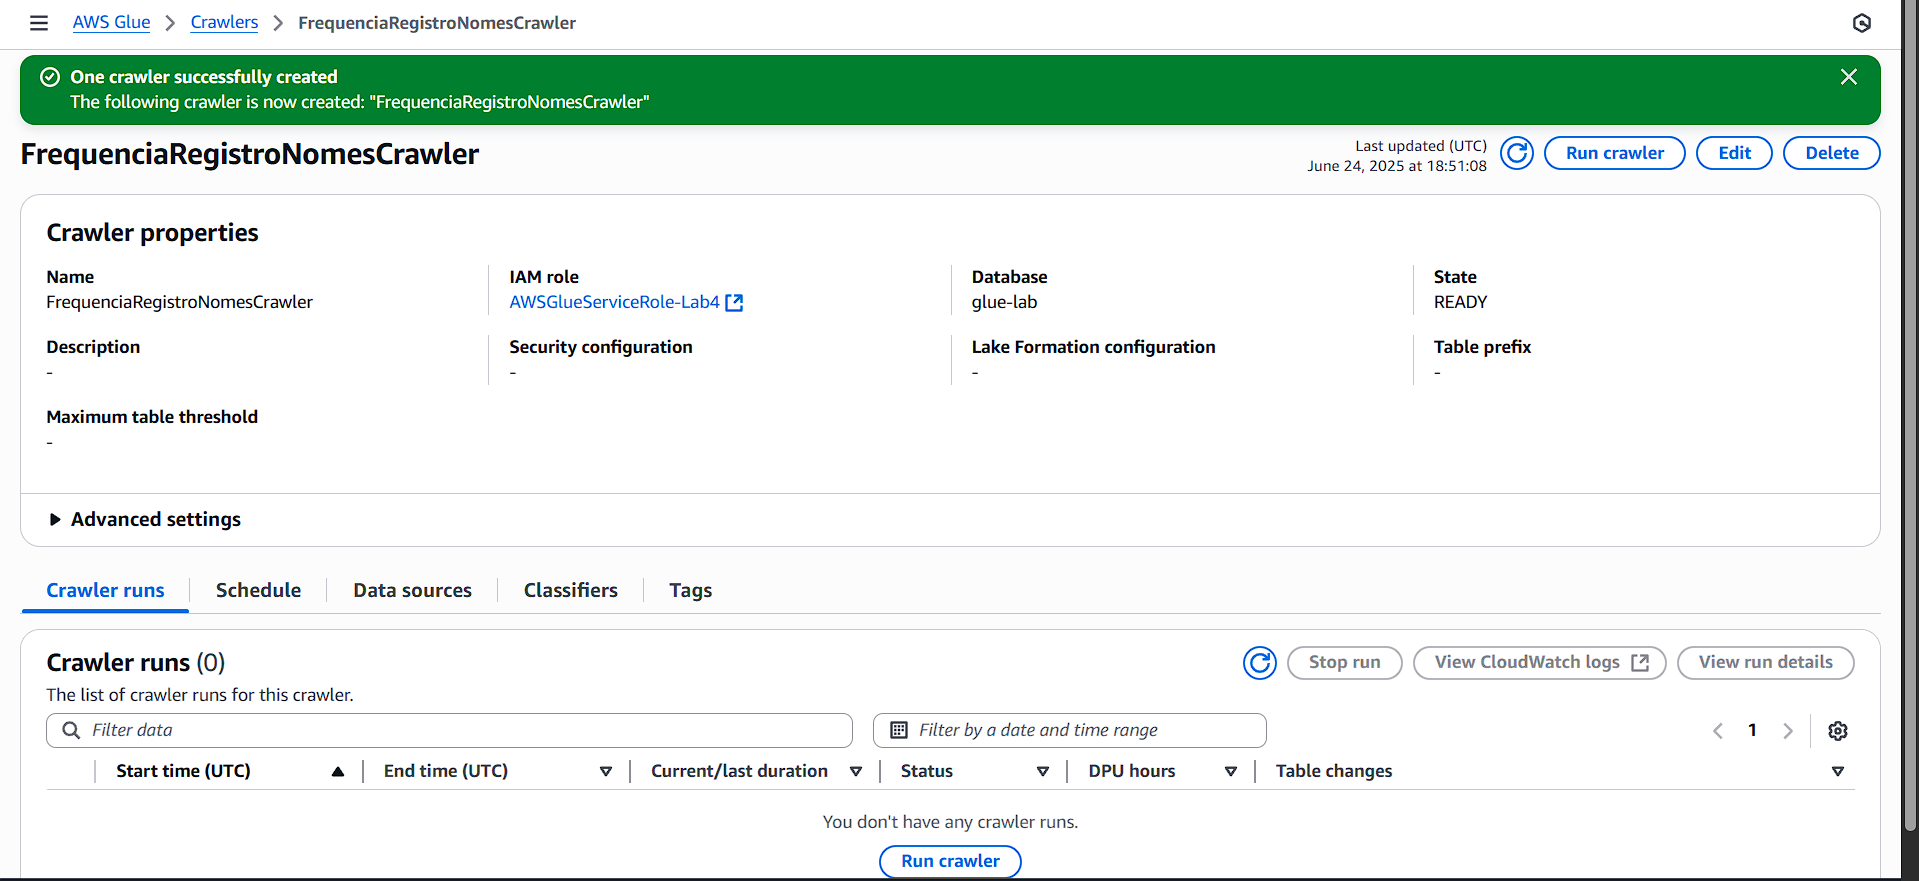 AWS Glue > Crawlers > FrequenciaRegistroNomesCrawler
One crawler successfully created
The following crawler is now created: "FrequenciaRegistroNomesCrawler"
FrequenciaRegistroNomesCrawler
Last updated (UTC)
June 24, 2025 at 18:51:08
Run crawler
Edit
Delete
Crawler properties
Name
FrequenciaRegistroNomesCrawler
IAM role
AWSGlueServiceRole-Lab4
Database
glue-lab
State
READY
Description
-
Security configuration
-
Lake Formation configuration
-
Table prefix
-
Maximum table threshold
-
Advanced settings
Crawler runs
Schedule
Data sources
Classifiers
Tags
Crawler runs (0)
The list of crawler runs for this crawler.
Stop run
View CloudWatch logs
View run details
Filter data
Filter by a date and time range
1
Start time (UTC)
End time (UTC)
Current/last duration
Status
DPU hours
Table changes
You don't have any crawler runs.
Run crawler